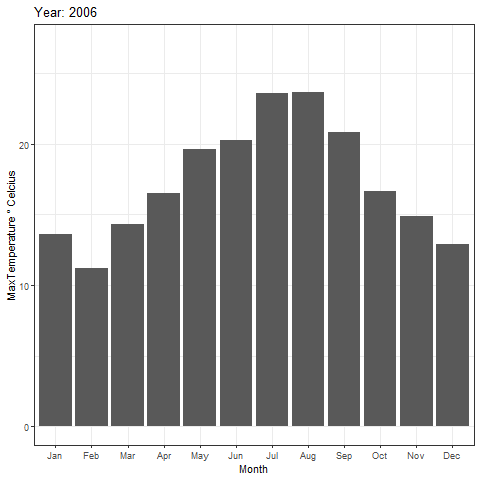 Year: 2006
MaxTemperature " Celcius
20
10
0
Jan Feb Mar Apr May Jun Jul Aug Sep Oct Nov Dec
Month